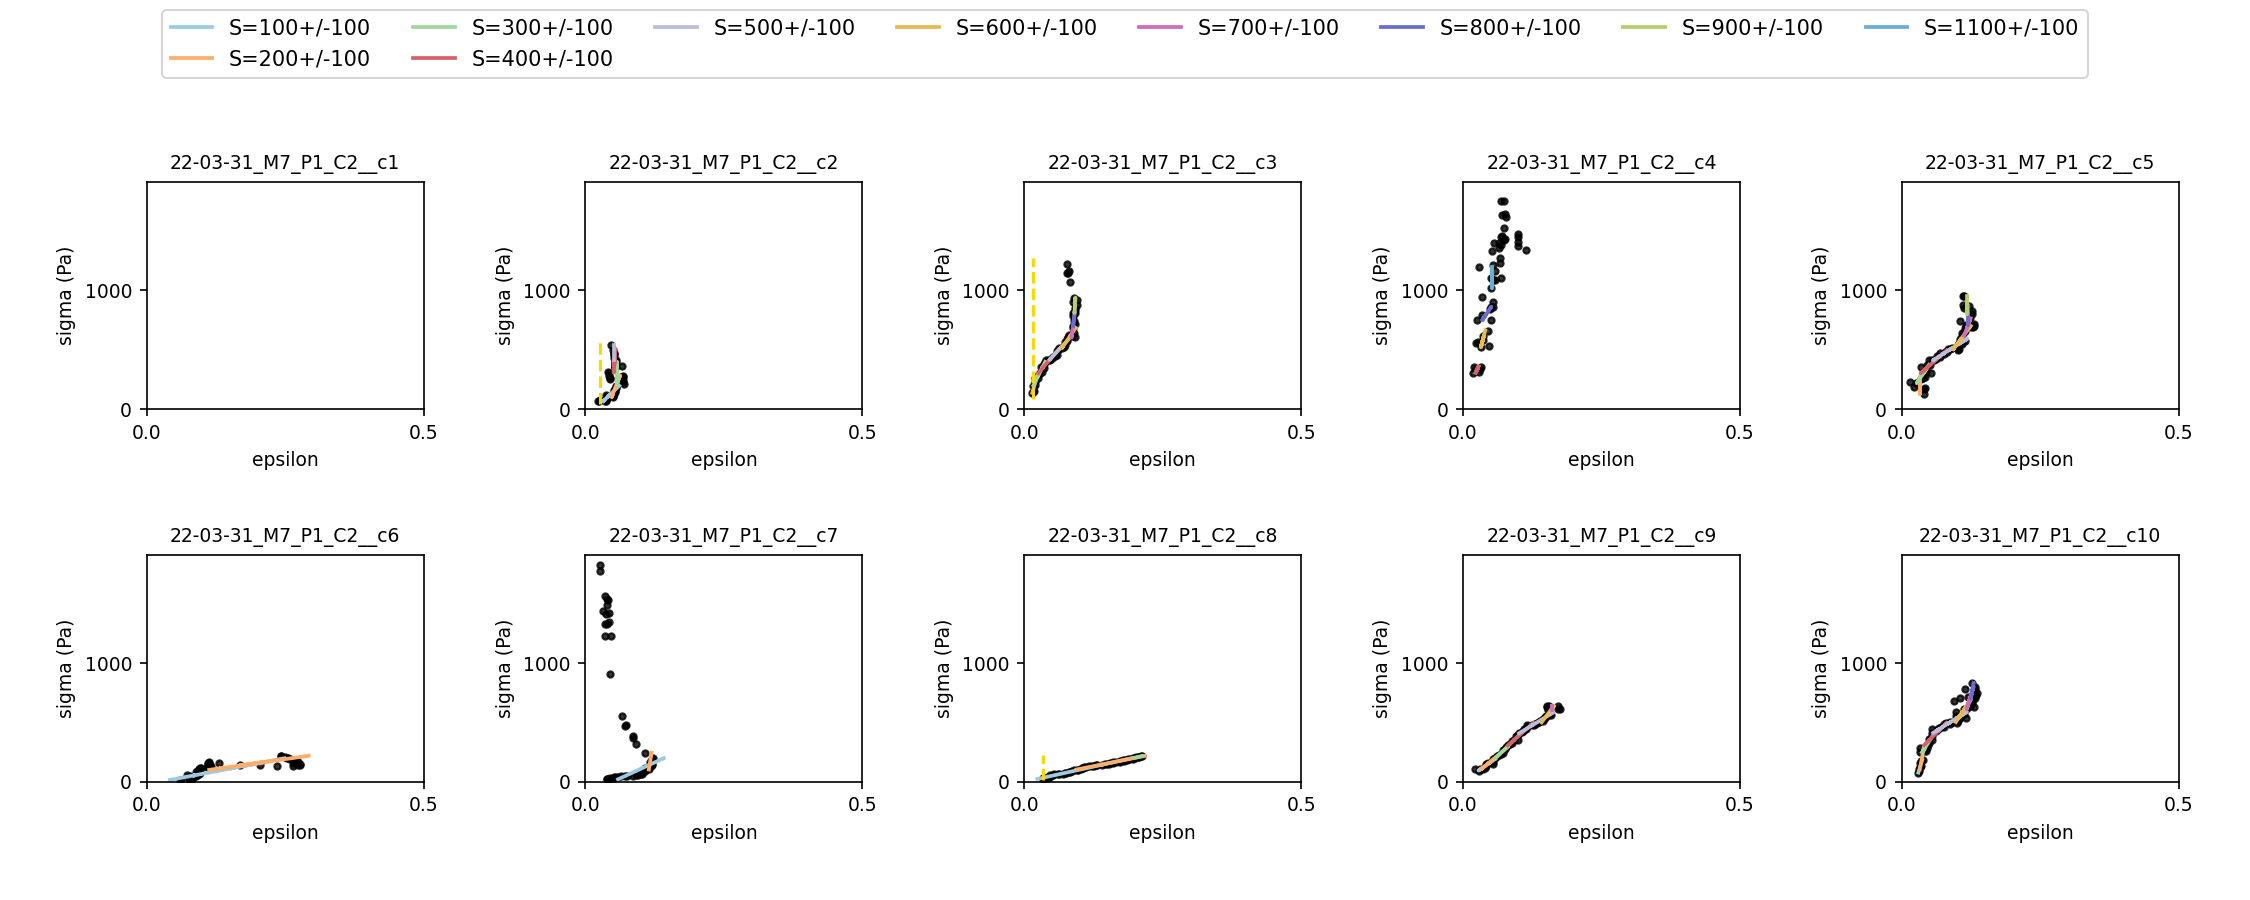 S=100+/-100 S=300+/-100 S=500+/-100 S=600+/-100 S=700+/-100 S=800+/-100 S=900+/-100 S=1100+/-100
S=200+/-100 S=400+/-100
22-03-31_M7_P1_C2__c1 22-03-31_M7_P1_C2__c2 22-03-31_M7_P1_C2__c3 22-03-31_M7_P1_C2__c4 22-03-31_M7_P1_C2__c5
sigma (Pa) sigma (Pa) sigma (Pa) sigma (Pa) sigma (Pa)
1000 1000 1000 1000 1000
0 0 0 0 0
0.0 0.5 0.0 0.5 0.0 0.5 0.0 0.5 0.0 0.5
epsilon epsilon epsilon epsilon epsilon
22-03-31_M7_P1_C2__c6 22-03-31_M7_P1_C2__c7 22-03-31_M7_P1_C2__c8 22-03-31_M7_P1_C2__c9 22-03-31_M7_P1_C2__c10
sigma (Pa) sigma (Pa) sigma (Pa) sigma (Pa) sigma (Pa)
1000 1000 1000 1000 1000
0 0 0 0 0
0.0 0.5 0.0 0.5 0.0 0.5 0.0 0.5 0.0 0.5
epsilon epsilon epsilon epsilon epsilon